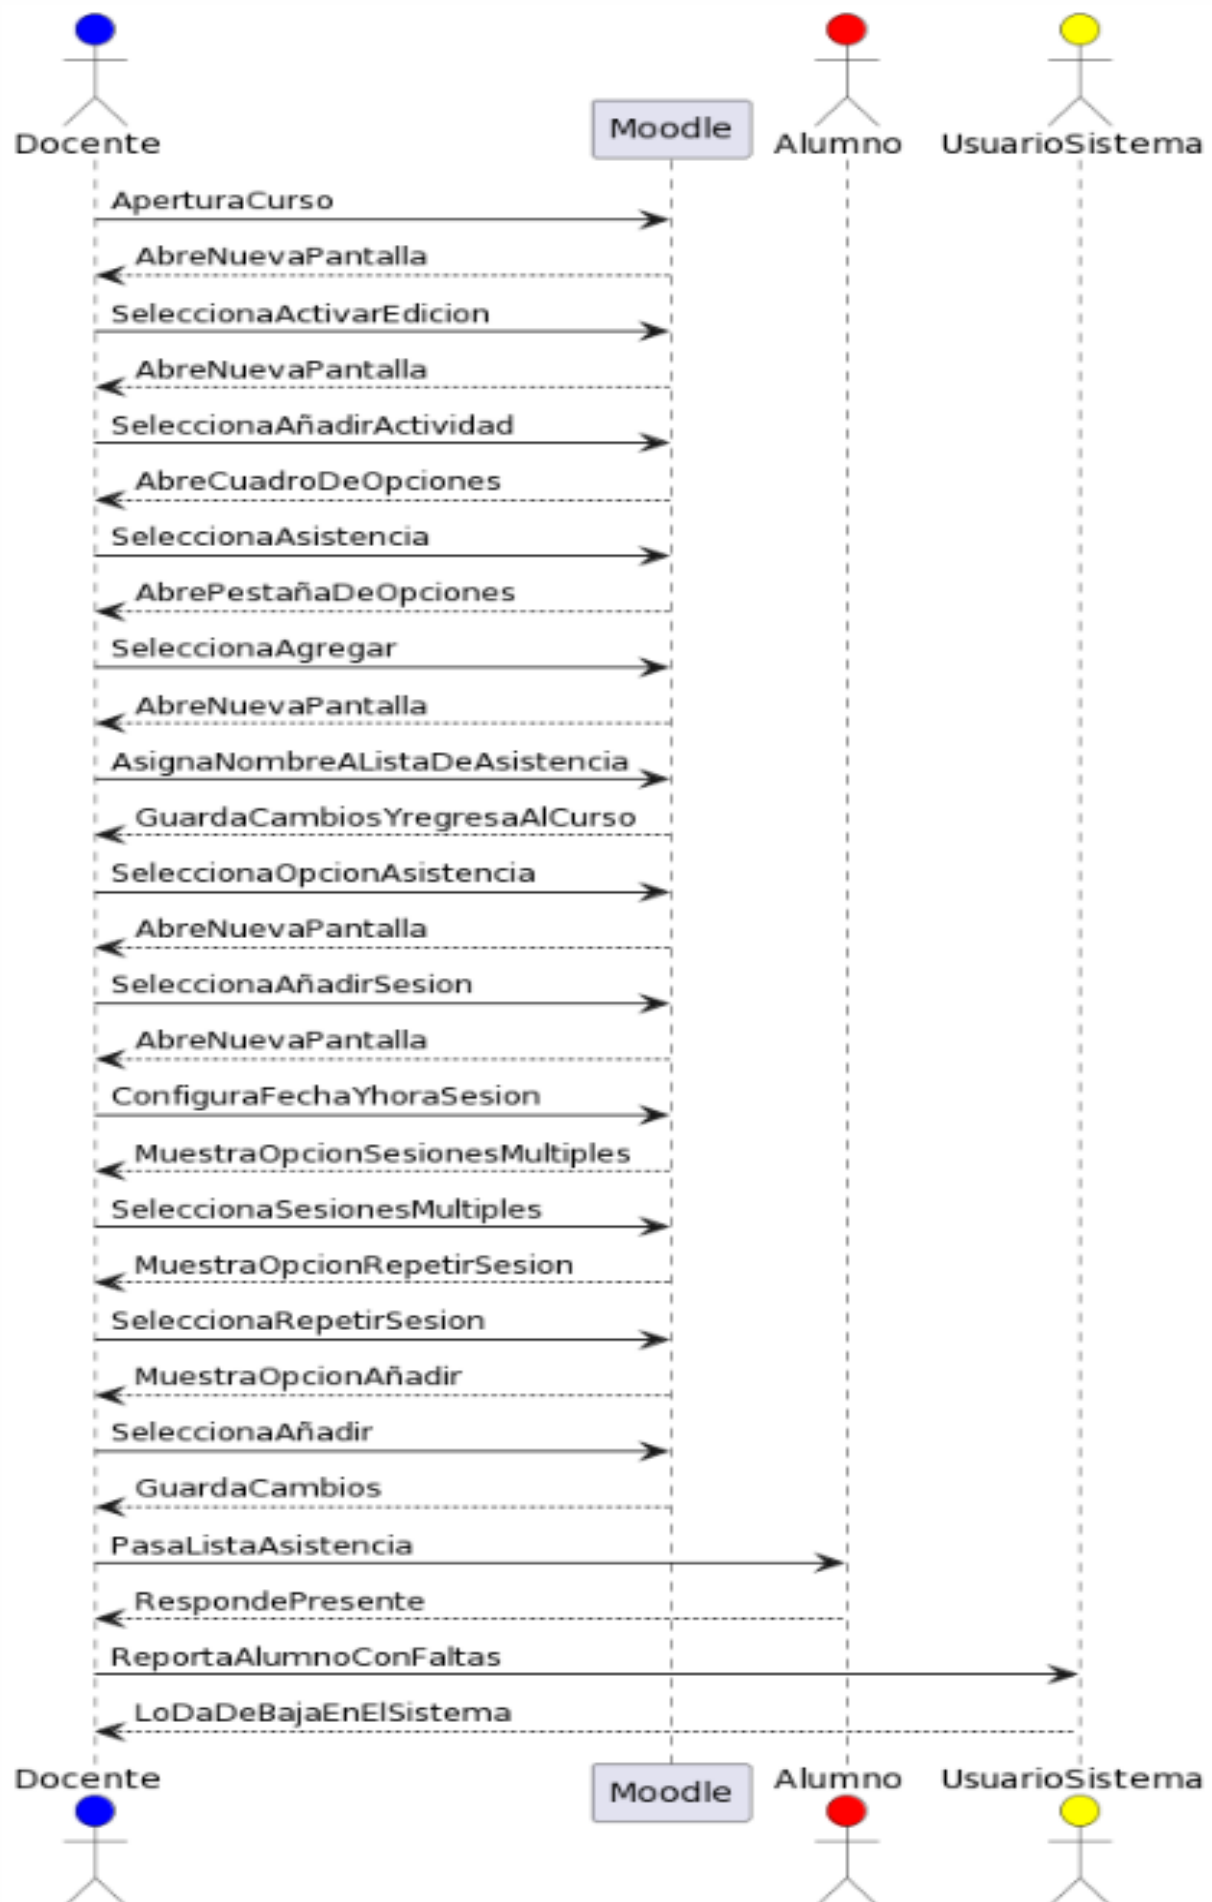 Docente
Moodle
Alumno
UsuarioSistema
AperturaCurso
AbreNuevaPantalla
SeleccionaActivarEdicion
AbreNuevaPantalla
SeleccionaAñadirActividad
AbreCuadroDeOpciones
SeleccionaAsistencia
AbrePestañaDeOpciones
SeleccionaAgregar
AbreNuevaPantalla
AsignaNombreAListaDeAsistencia
GuardaCambiosYregresaAlCurso
SeleccionaOpcionAsistencia
AbreNuevaPantalla
SeleccionaAñadirSesion
AbreNuevaPantalla
ConfiguraFechaYhoraSesion
MuestraOpcionSesionesMultiples
SeleccionaSesionesMultiples
MuestraOpcionRepetirSesion
SeleccionaRepetirSesion
MuestraOpcionAñadir
SeleccionaAñadir
GuardaCambios
PasaListaAsistencia
RespondePresente
ReportaAlumnoConFaltas
LoDaDeBajaEnElSistema
Docente
Moodle
Alumno
UsuarioSistema